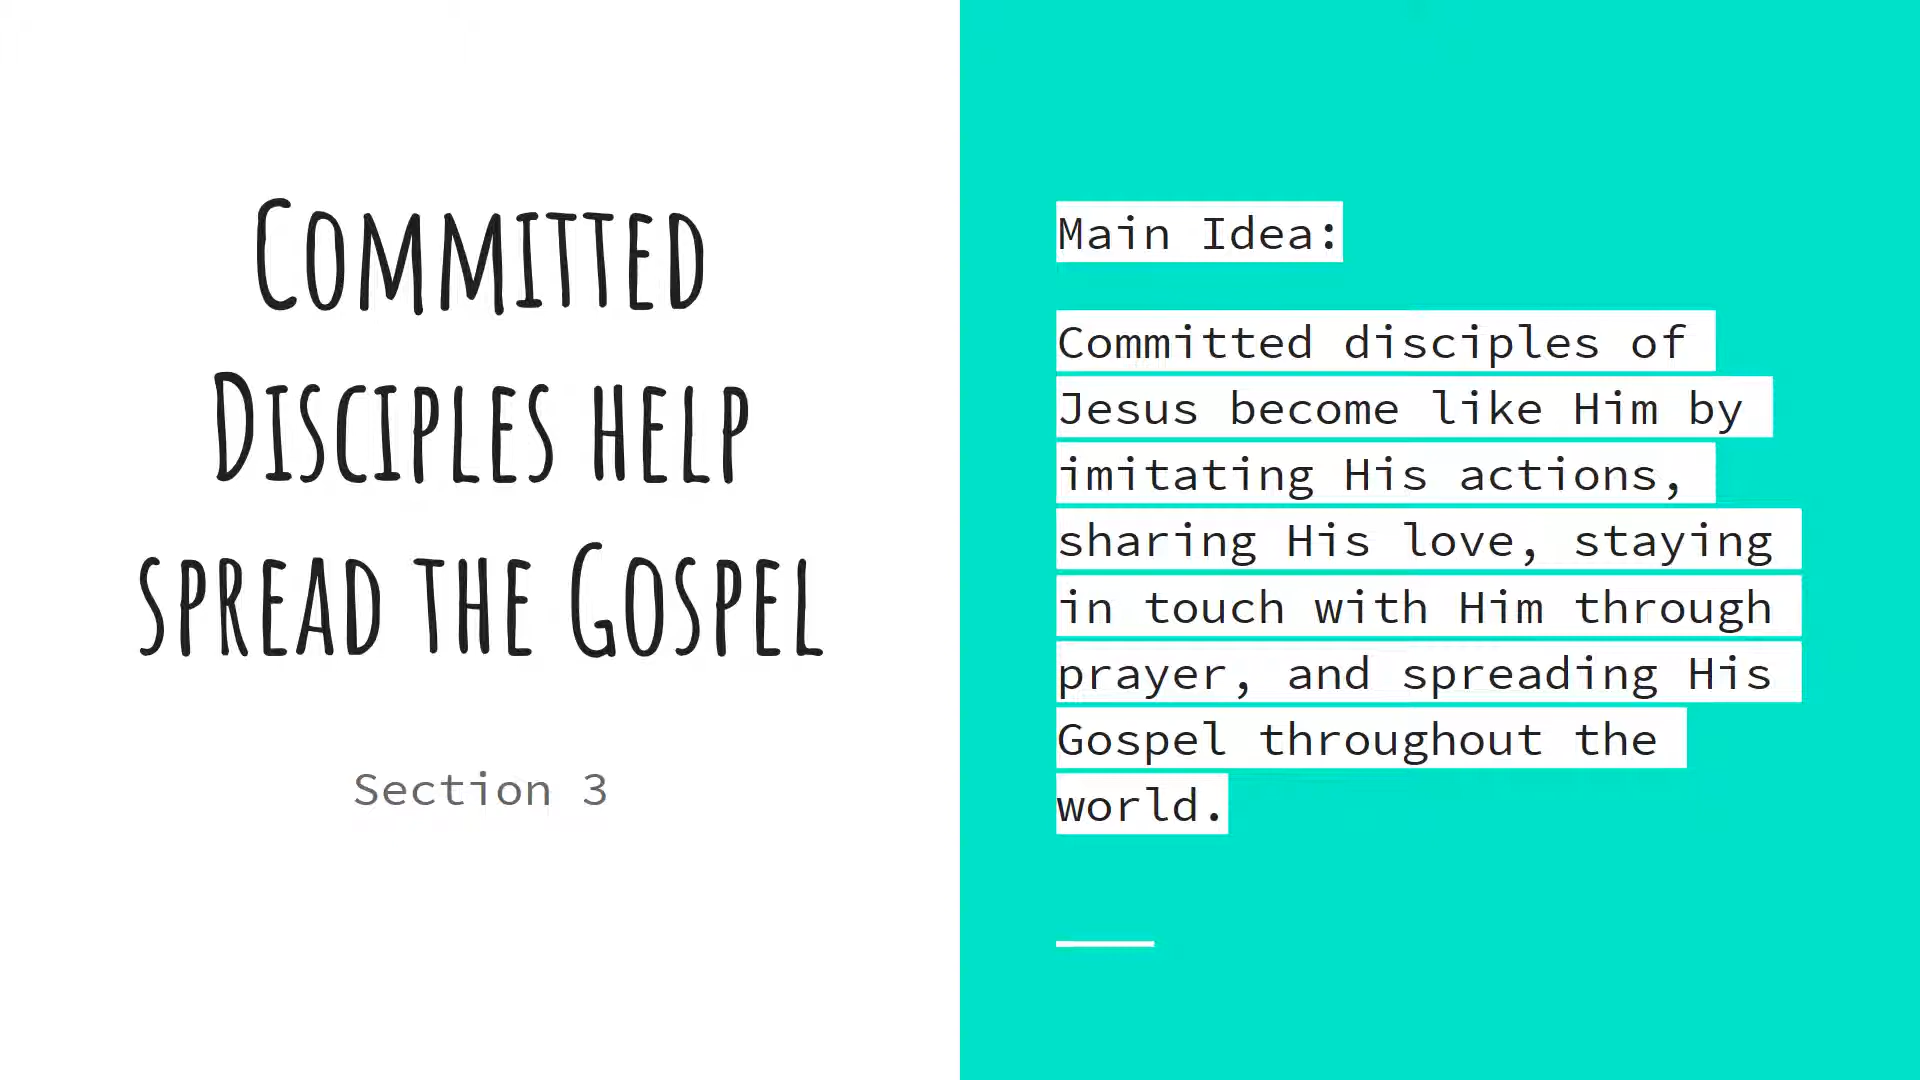 Committed
Disciples help
spread the Gospel
Section 3
Main Idea:
Committed disciples of
Jesus become like Him by
imitating His actions,
sharing His love, staying
in touch with Him through
prayer, and spreading His
Gospel throughout the
world.